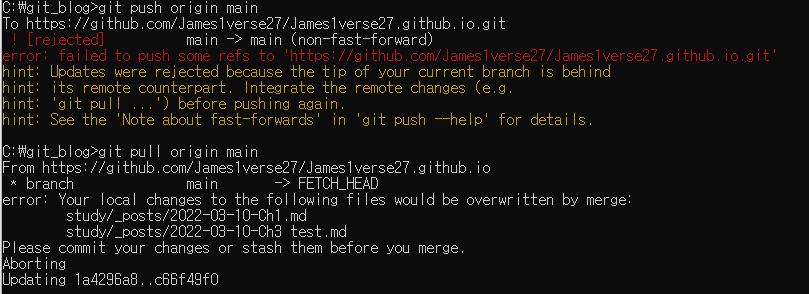 C:\git_blog>git push origin main
To https://github.com/James1verse27/James1verse27.github.io.git
 ! [rejected]        main -> main (non-fast-forward)
error: failed to push some refs to 'https://github.com/James1verse27/James1verse27.github.io.git'
hint: Updates were rejected because the tip of your current branch is behind
hint: its remote counterpart. Integrate the remote changes (e.g.
hint: 'git pull ...') before pushing again.
hint: See the 'Note about fast-forwards' in 'git push --help' for details.
C:\git_blog>git pull origin main
From https://github.com/James1verse27/James1verse27.github.io
 * branch            main       -> FETCH_HEAD
error: Your local changes to the following files would be overwritten by merge:
        study/_posts/2022-03-10-Ch1.md
        study/_posts/2022-03-10-Ch3 test.md
Please commit your changes or stash them before you merge.
Aborting
Updating 1a4296a8..c66f49f0